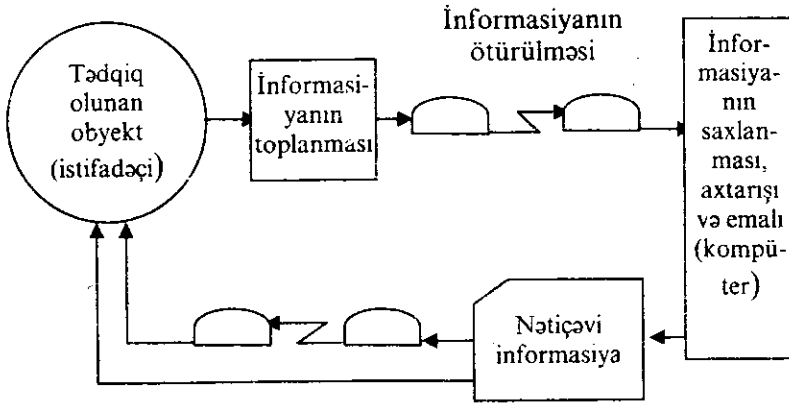 Tədqiq
olunan
obyekt
(istifadəçi)
İnformasi-
yanın
toplanması
İnformasiyanın
ötürülməsi
İnfor-
masiya-
nın
saxlan-
ması,
axtarışı
və emalı
(kompü-
ter)
Nətiçəvi
informasiya